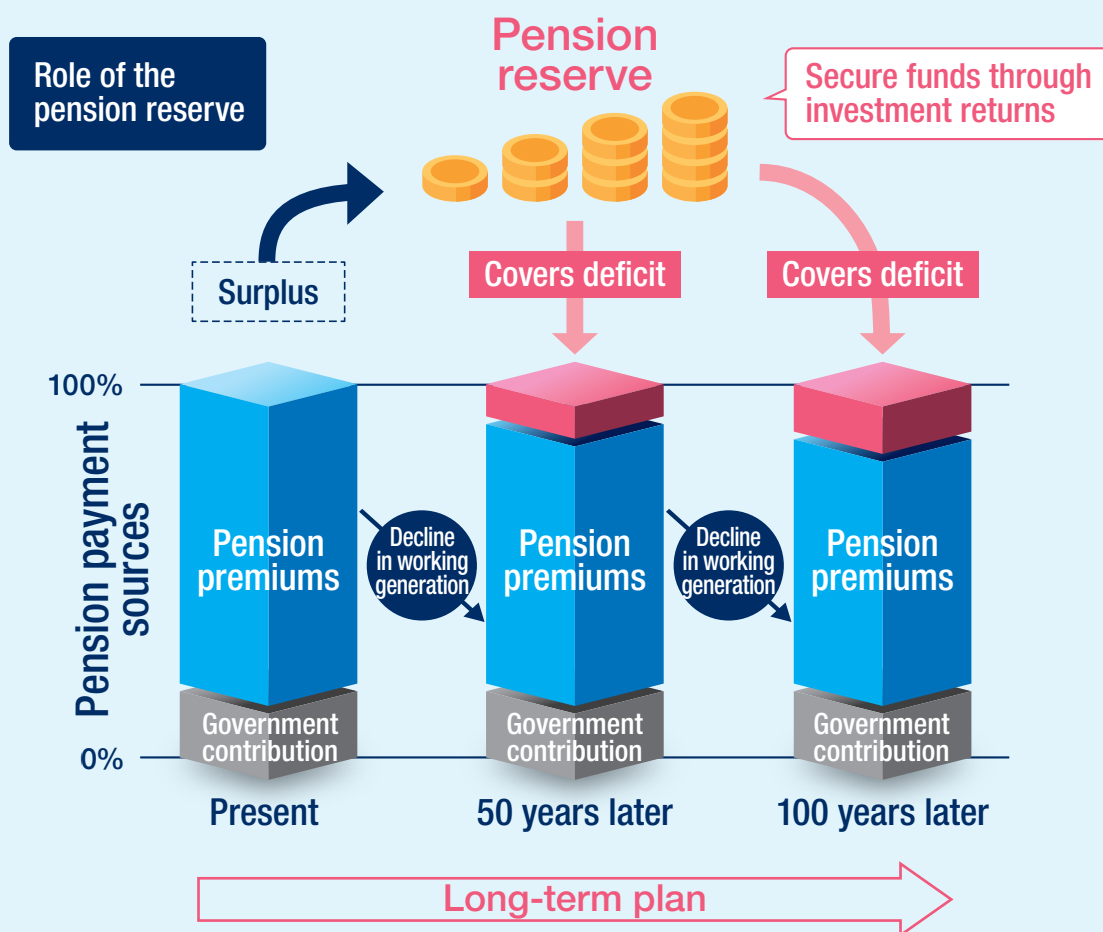 Role of the
pension reserve
Pension
reserve
Secure funds through
investment returns
Surplus
Covers deficit
Covers deficit
100%
Pension payment
sources
0%
Pension
premiums
Decline
in working
generation
Pension
premiums
Decline
in working
generation
Pension
premiums
Government
contribution
Government
contribution
Government
contribution
Present
50 years later
100 years later
Long-term plan